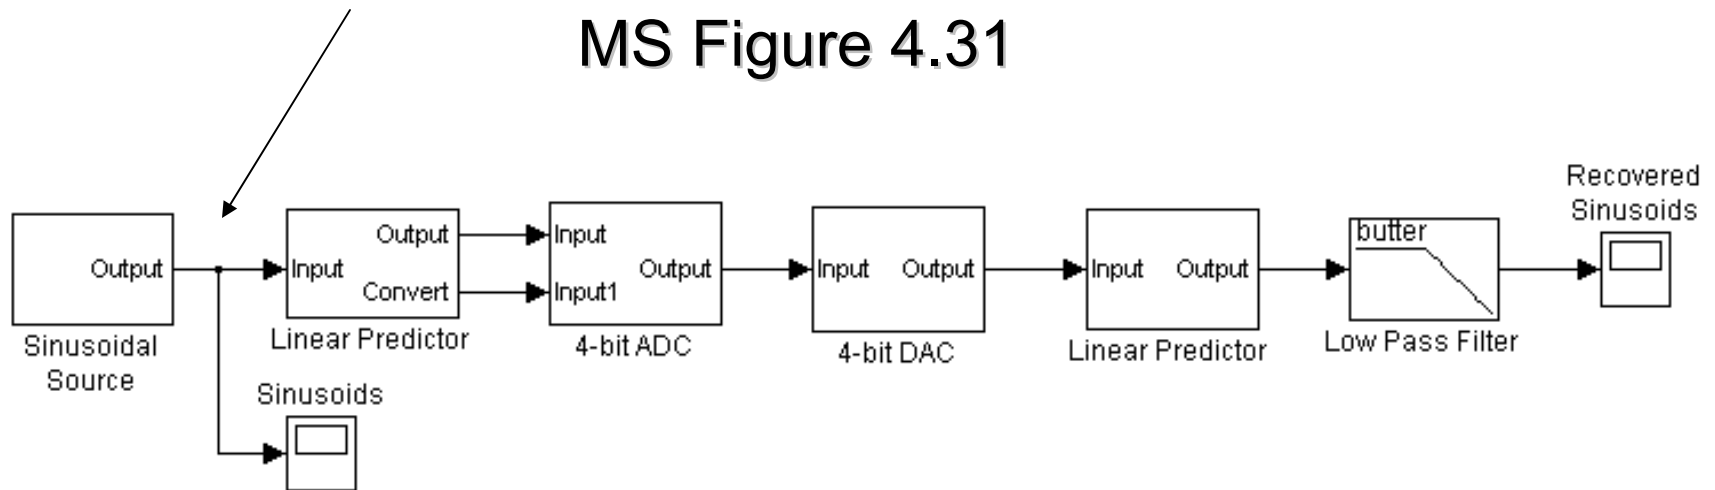 MS Figure 4.31
Output
Sinusoidal
Source
Input
Output
Convert
Linear Predictor
Input
Input1
Output
4-bit ADC
Input Output
4-bit DAC
Input Output
Linear Predictor
butter
Low Pass Filter
Recovered
Sinusoids
Sinusoids